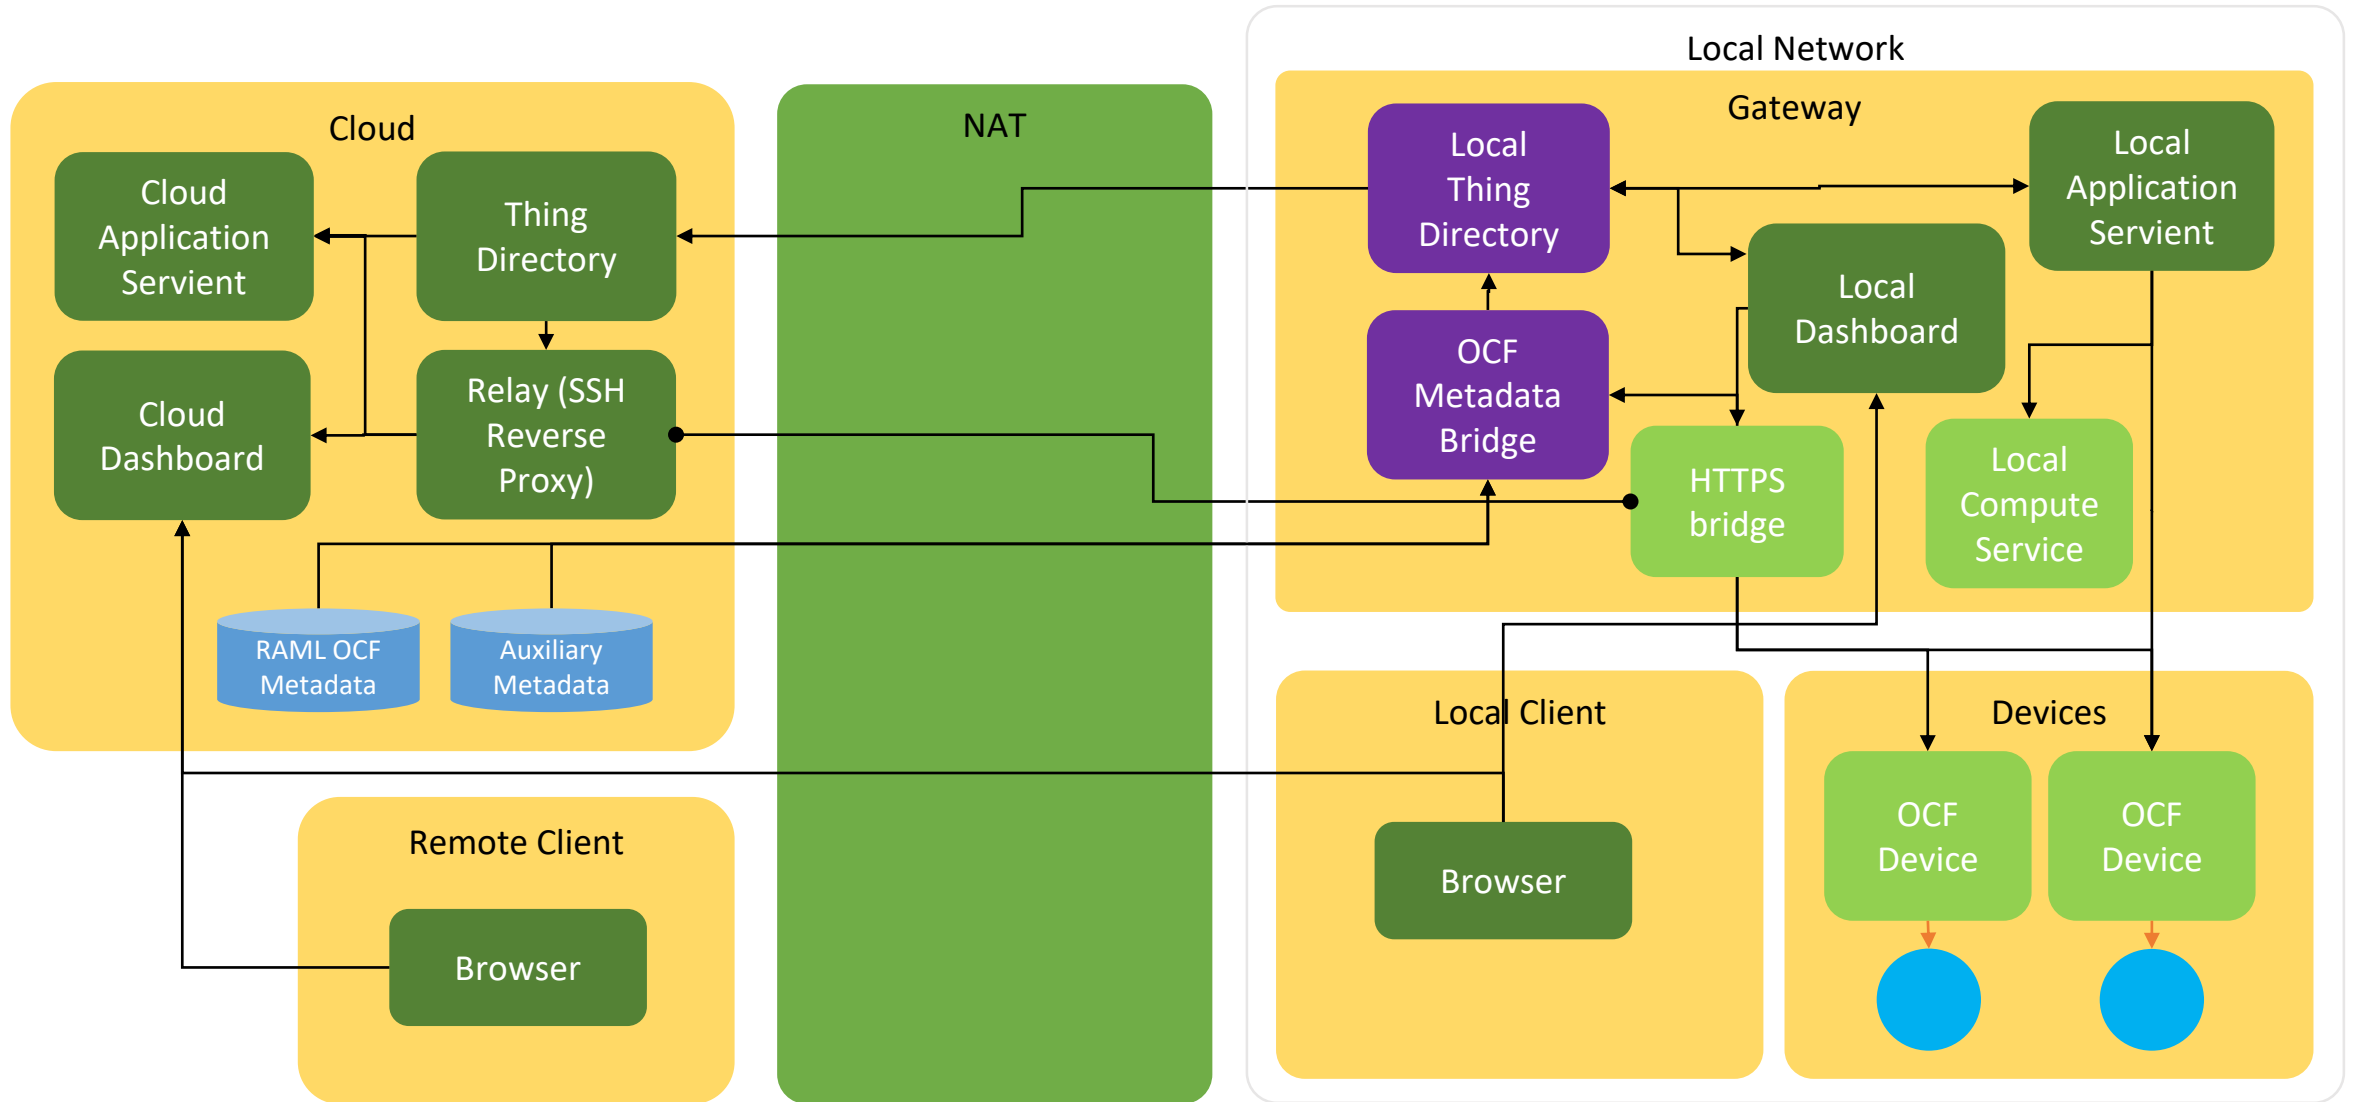 Local Network
Cloud
NAT
Gateway
Cloud
Application
Servient
Thing
Directory
Cloud
Dashboard
Relay (SSH
Reverse
Proxy)
RAML OCF
Metadata
Auxiliary
Metadata
Local
Thing
Directory
Local
Application
Servient
Local
Dashboard
OCF
Metadata
Bridge
HTTPS
bridge
Local
Compute
Service
Remote Client
Browser
Local Client
Browser
Devices
OCF
Device
OCF
Device